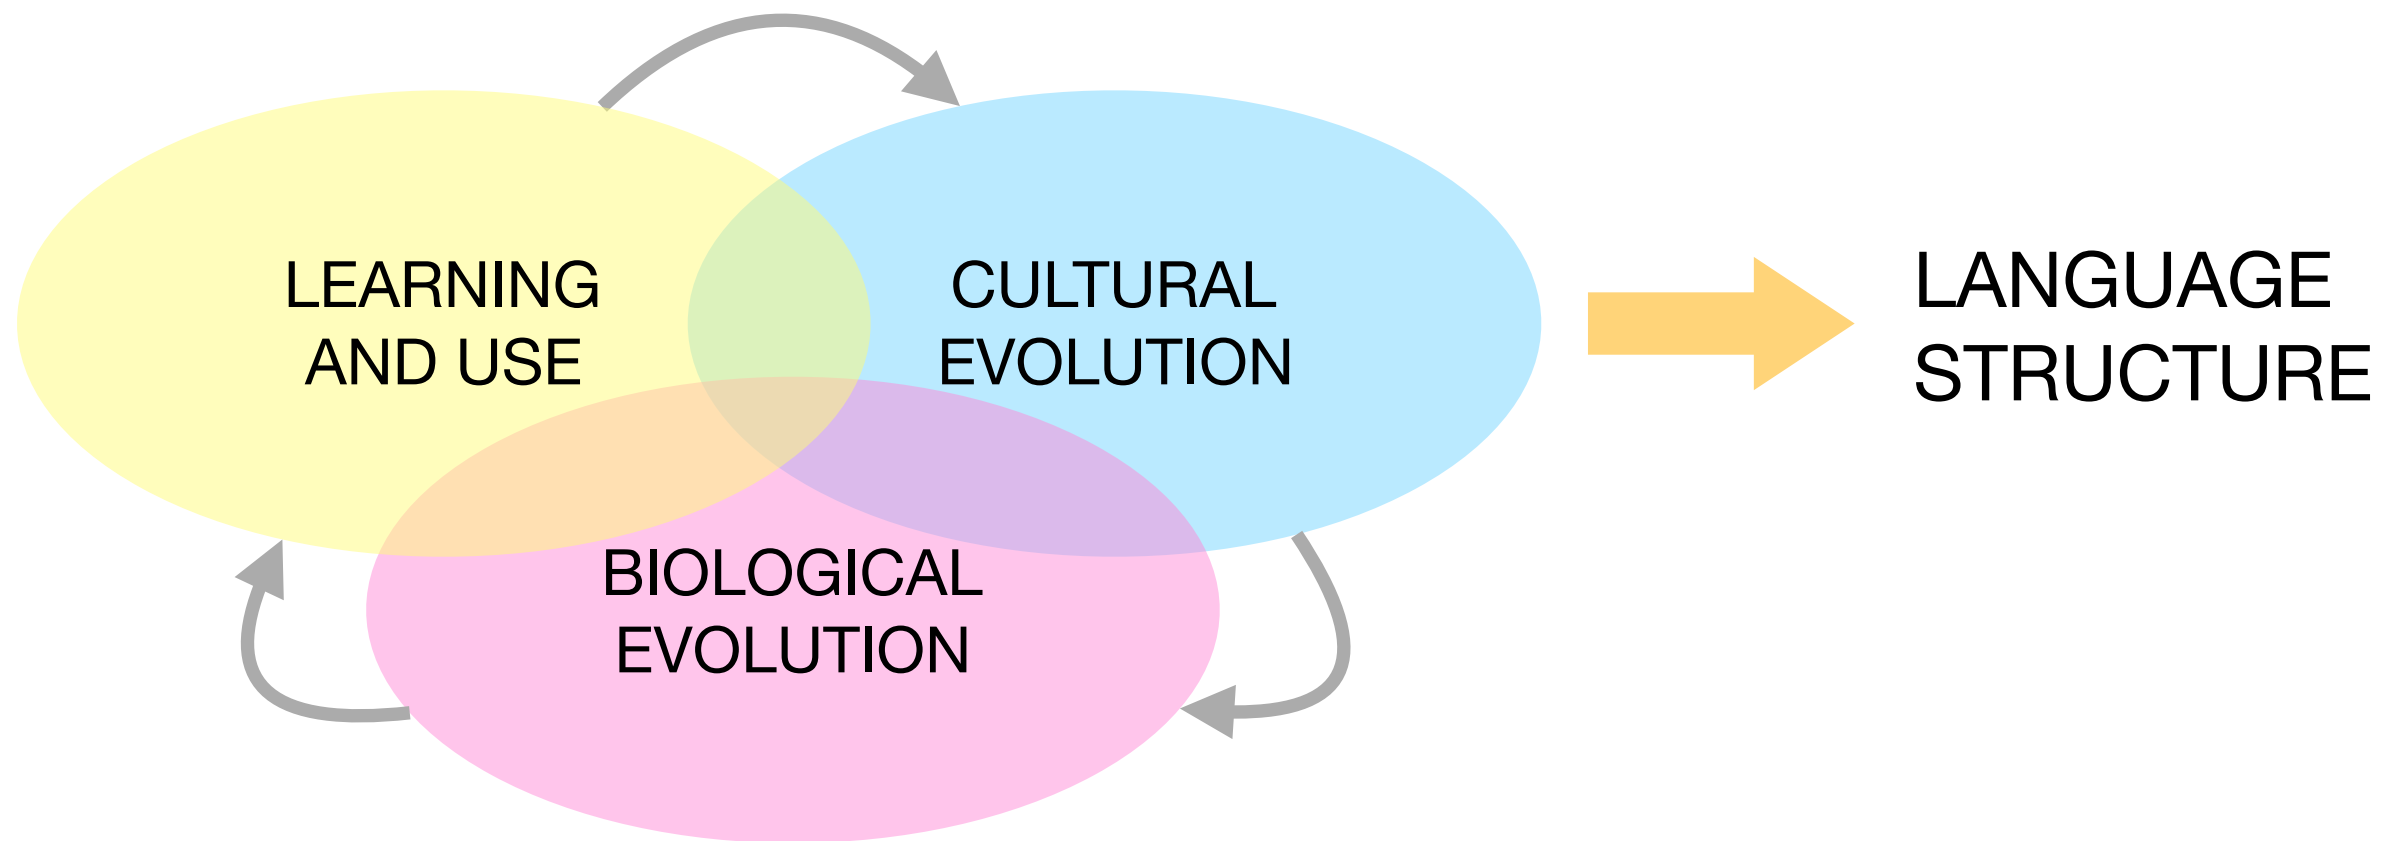 LEARNING
AND USE
CULTURAL
EVOLUTION
BIOLOGICAL
EVOLUTION
LANGUAGE
STRUCTURE